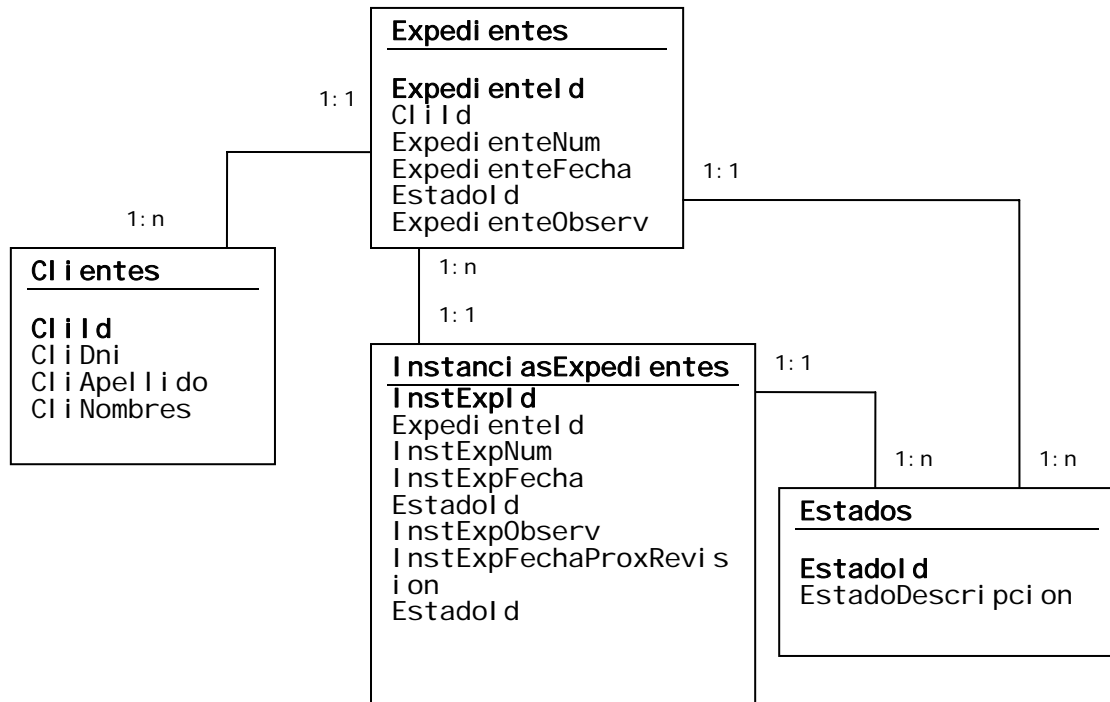 Expedientes
ExpedienteId
CliId
ExpedienteNum
ExpedienteFecha
EstadoId
ExpedienteObserv
1:1
1:1
1:n
Clientes
CliId
CliDni
CliApellido
CliNombres
1:n
1:1
InstanciasExpedientes
InstExpId
ExpedienteId
InstExpNum
InstExpFecha
EstadoId
InstExpObserv
InstExpFechaProxRevis
ion
EstadoId
1:1
1:n
1:n
Estados
EstadoId
EstadoDescripcion